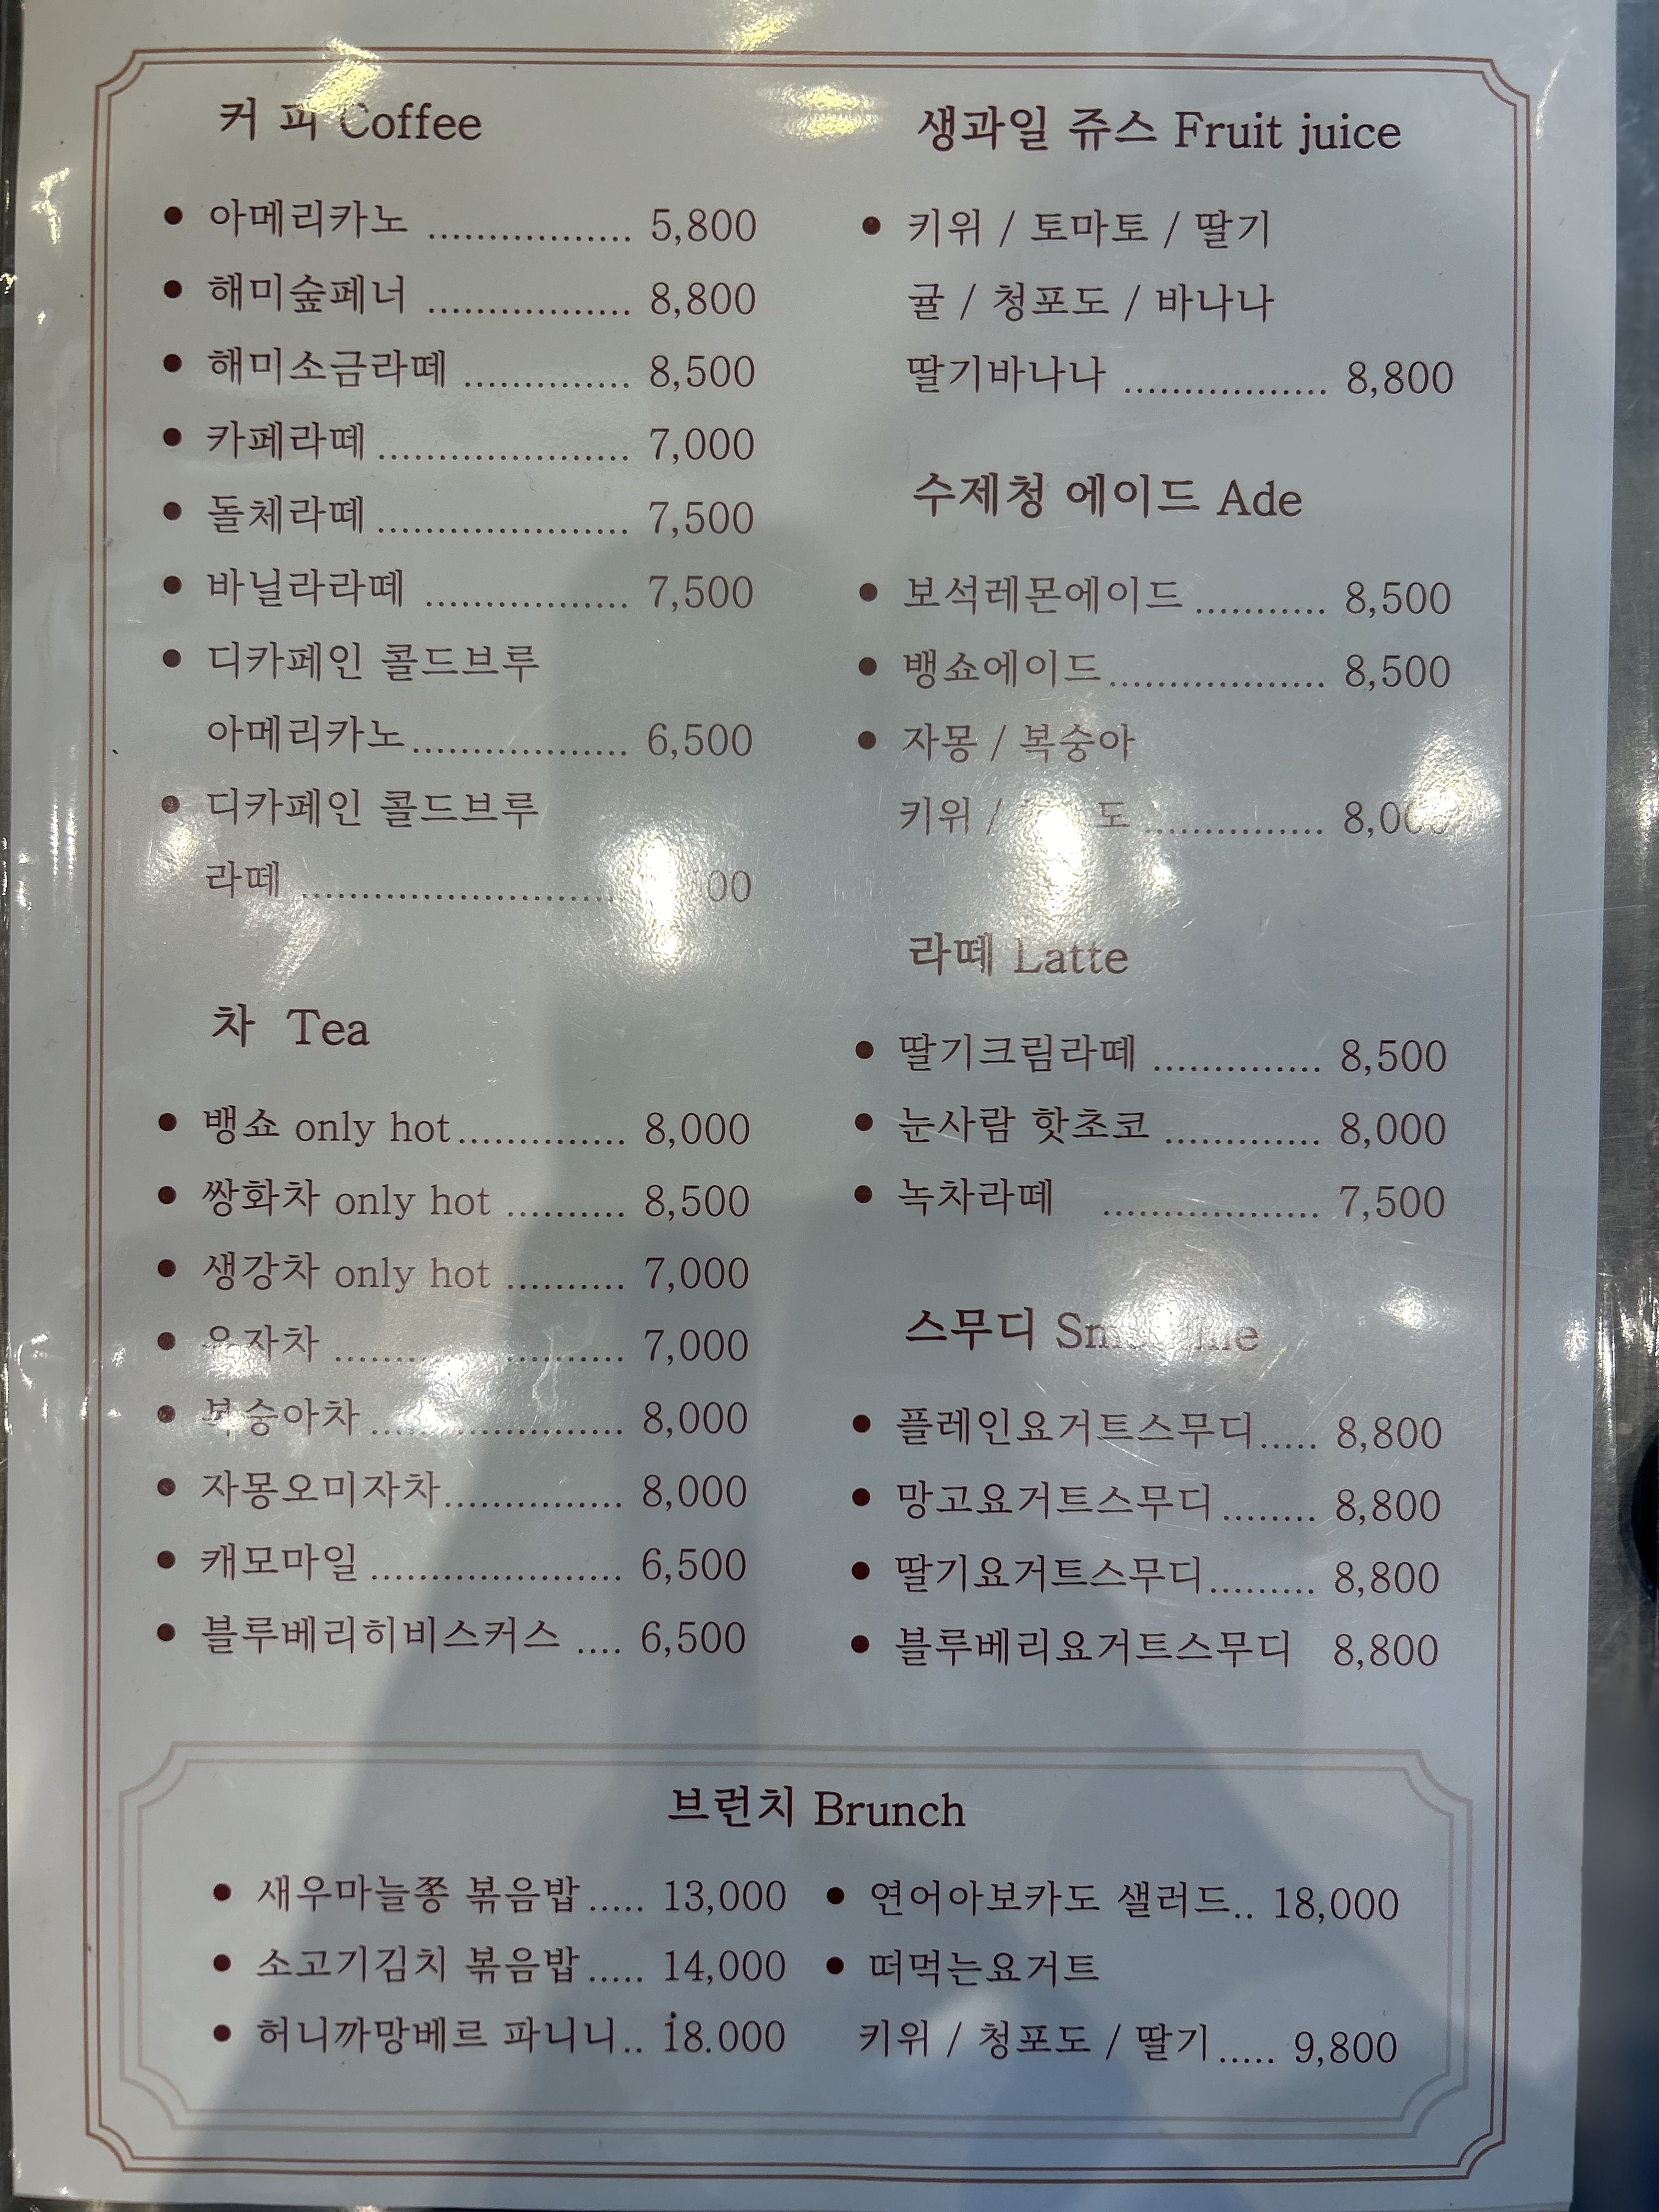 커 피 Coffee
아메리카노 ................. 5,800
해미숲페너 ................. 8,800
해미소금라떼 .............. 8,500
카페라떼 ..................... 7,000
돌체라떼 ..................... 7,500
바닐라라떼 ................. 7,500
디카페인 콜드브루
아메리카노.................. 6,500
디카페인 콜드브루
라떼 ..........................
차 Tea
뱅쇼 only hot.............. 8,000
쌍화차 only hot .......... 8,500
생강차 only hot .......... 7,000
유자차 ........................ 7,000
복숭아차 ..................... 8,000
자몽오미자차............... 8,000
캐모마일 ..................... 6,500
블루베리히비스커스 .... 6,500
생과일 쥬스 Fruit juice
키위 / 토마토 / 딸기
귤 / 청포도 / 바나나
딸기바나나 ................. 8,800
수제청 에이드 Ade
보석레몬에이드 ........... 8,500
뱅쇼에이드.................. 8,500
자몽 / 복숭아
키위 / ............... 8,000
라떼 Latte
딸기크림라떼 .............. 8,500
눈사람 핫초코 ............. 8,000
녹차라떼 .................. 7,500
스무디 Smoothie
플레인요거트스무디..... 8,800
망고요거트스무디........ 8,800
딸기요거트스무디......... 8,800
블루베리요거트스무디 8,800
브런치 Brunch
새우마늘쫑 볶음밥..... 13,000
소고기김치 볶음밥..... 14,000
허니까망베르 파니니.. 18.000
연어아보카도 샐러드.. 18,000
떠먹는요거트
키위 / 청포도 / 딸기..... 9,800